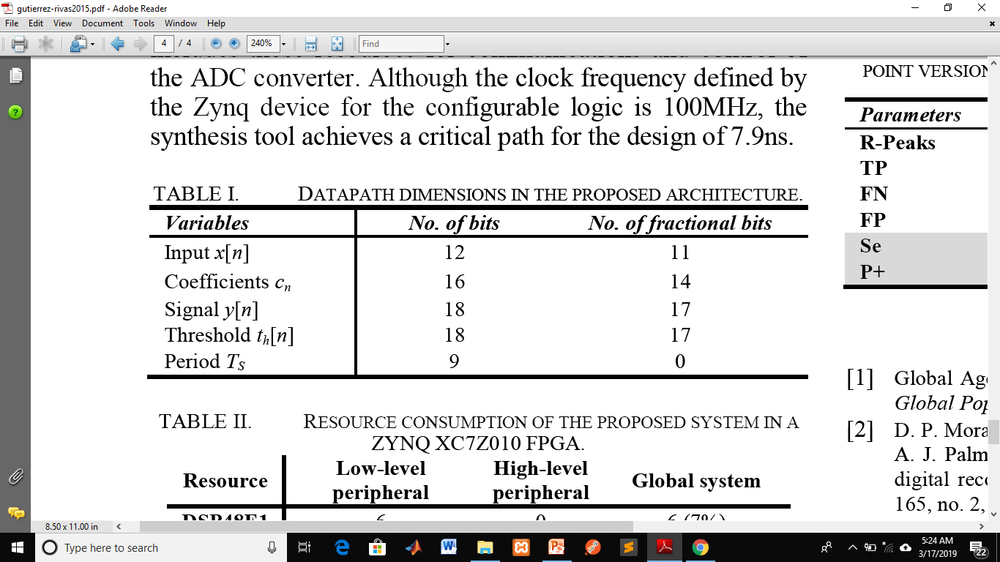 gutierrez-rivas2015.pdf - Adobe Reader
File Edit View Document Tools Window Help
4 / 4 240% Find
the ADC converter. Although the clock frequency defined by
the Zynq device for the configurable logic is 100MHz, the
synthesis tool achieves a critical path for the design of 7.9ns.
TABLE I. DATAPATH DIMENSIONS IN THE PROPOSED ARCHITECTURE.
Variables No. of bits No. of fractional bits
Input x[n] 12 11
Coefficients cn 16 14
Signal y[n] 18 17
Threshold th[n] 18 17
Period TS 9 0
TABLE II. RESOURCE CONSUMPTION OF THE PROPOSED SYSTEM IN A
ZYNQ XC7Z010 FPGA.
Resource Low-level peripheral High-level peripheral Global system
DSP48E1 6 0 6 (7%)
POINT VERSION
Parameters
R-Peaks
TP
FN
FP
Se
P+
[1] Global Ag
Global Pop
[2] D. P. Mora
A. J. Palm
digital rec
165, no. 2,
8.50 x 11.00 in
Type here to search
5:24 AM
3/17/2019
22